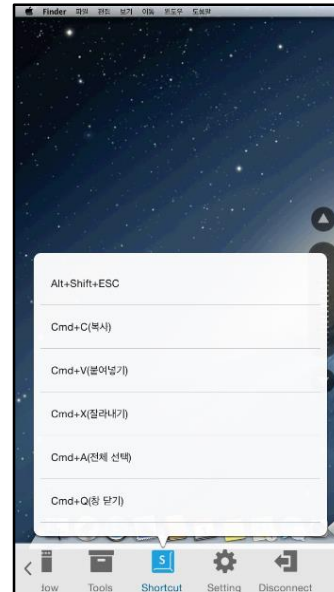 Finder 파일 편집 보기 이동 윈도우 도움말
Alt+Shift+ESC
Cmd+C(복사)
Cmd+V(붙여넣기)
Cmd+X(잘라내기)
Cmd+A(전체 선택)
Cmd+Q(창 닫기)
low Tools Shortcut Setting Disconnect